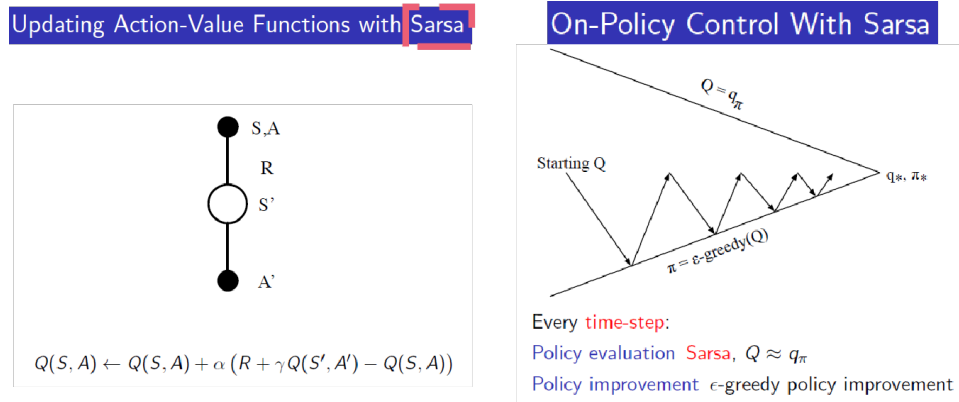 Updating Action-Value Functions with Sarsa
S,A
R
S'
A'
Q(S, A) ← Q(S, A) + α (R + γQ(S′, A′) − Q(S, A))
On-Policy Control With Sarsa
Q = qπ
Starting Q
q*, π*
π = ε-greedy(Q)
Every time-step:
Policy evaluation Sarsa, Q ≈ qπ
Policy improvement ϵ-greedy policy improvement